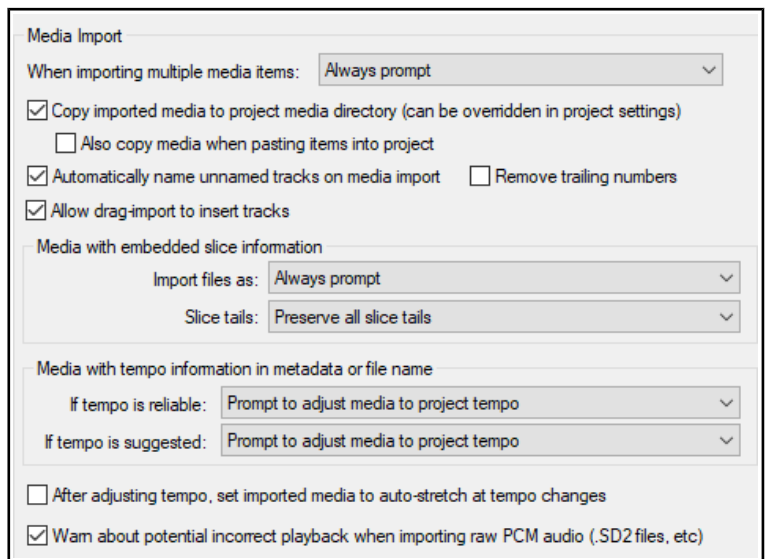 Media Import
When importing multiple media items: Always prompt
Copy imported media to project media directory (can be overridden in project settings)
Also copy media when pasting items into project
Automatically name unnamed tracks on media import Remove trailing numbers
Allow drag-import to insert tracks
Media with embedded slice information
Import files as: Always prompt
Slice tails: Preserve all slice tails
Media with tempo information in metadata or file name
If tempo is reliable: Prompt to adjust media to project tempo
If tempo is suggested: Prompt to adjust media to project tempo
After adjusting tempo, set imported media to auto-stretch at tempo changes
Warn about potential incorrect playback when importing raw PCM audio (.SD2 files, etc)